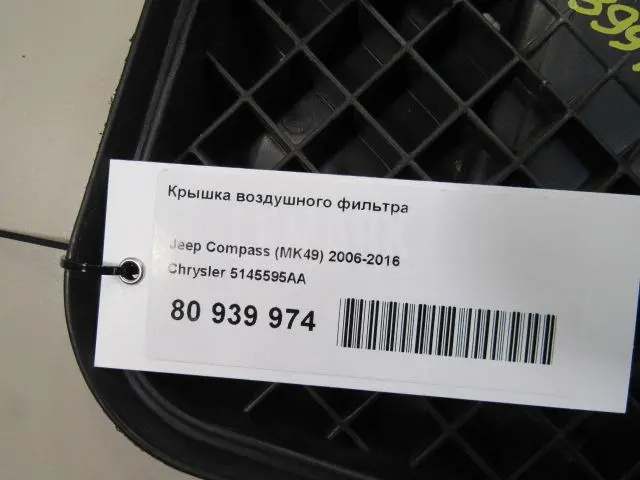 Крышка воздушного фильтра
Jeep Compass (MK49) 2006-2016
Chrysler 5145595AA
80 939 974